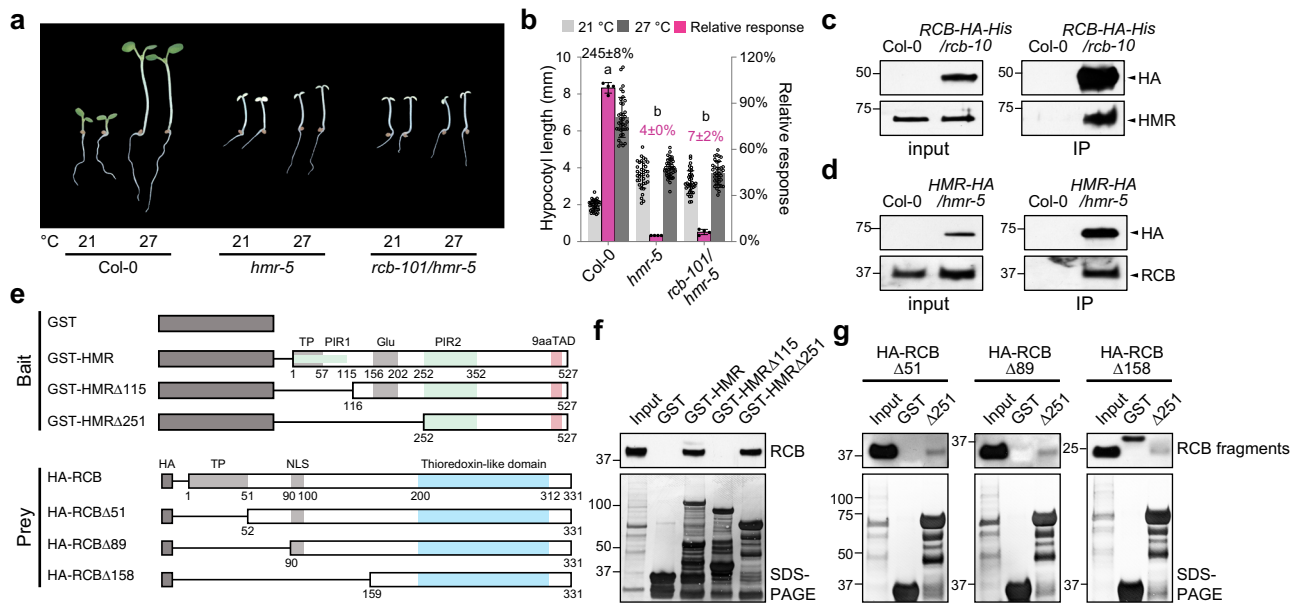 a
°C 21 27 21 27 21 27
Col-0 hmr-5 rcb-101/hmr-5
b
21 °C 27 °C Relative response
245±8%
a
b
b
4±0%
7±2%
Hypocotyl length (mm)
10
8
6
4
2
0
120%
90%
60%
30%
0%
Relative response
Col-0
hmr-5
rcb-101/
hmr-5
c
Col-0 RCB-HA-His
/rcb-10
Col-0 RCB-HA-His
/rcb-10
50 50 HA
75 75 HMR
input IP
d
Col-0 HMR-HA
/hmr-5
Col-0 HMR-HA
/hmr-5
75 75 HA
37 37 RCB
input IP
e
Bait
GST
GST-HMR
TP PIR1 Glu PIR2 9aaTAD
1 57 115 156 202 252 352 527
GST-HMRΔ115
116 527
GST-HMRΔ251
252 527
Prey
HA-RCB
HA TP NLS Thioredoxin-like domain
1 51 90 100 200 312 331
HA-RCBΔ51
52 331
HA-RCBΔ89
90 331
HA-RCBΔ158
159 331
f
Input GST GST-HMR GST-HMRΔ115 GST-HMRΔ251
37 RCB
100
50
37
SDS-
PAGE
g
HA-RCB
Δ51
HA-RCB
Δ89
HA-RCB
Δ158
Input GST Δ251 Input GST Δ251 Input GST Δ251
37 37 25 RCB fragments
100
75
50
37 37 37
SDS-
PAGE